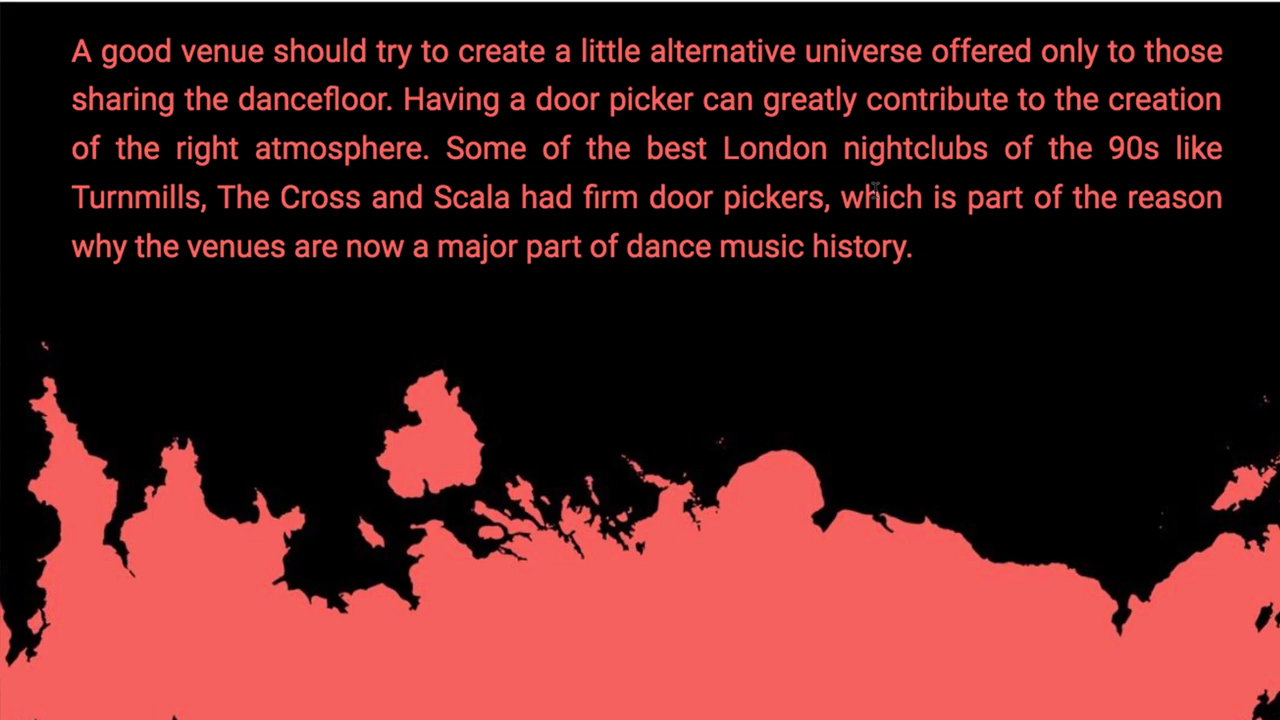 A good venue should try to create a little alternative universe offered only to those
sharing the dancefloor. Having a door picker can greatly contribute to the creation
of the right atmosphere. Some of the best London nightclubs of the 90s like
Turnmills, The Cross and Scala had firm door pickers, which is part of the reason
why the venues are now a major part of dance music history.